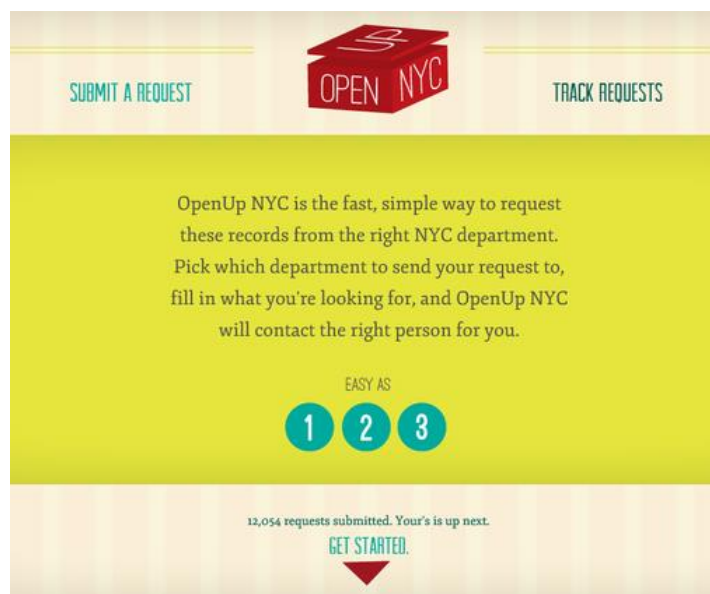 UP
OPEN NYC
SUBMIT A REQUEST
TRACK REQUESTS
OpenUp NYC is the fast, simple way to request
these records from the right NYC department.
Pick which department to send your request to,
fill in what you're looking for, and OpenUp NYC
will contact the right person for you.
EASY AS
1 2 3
12,054 requests submitted. Your's is up next.
GET STARTED.